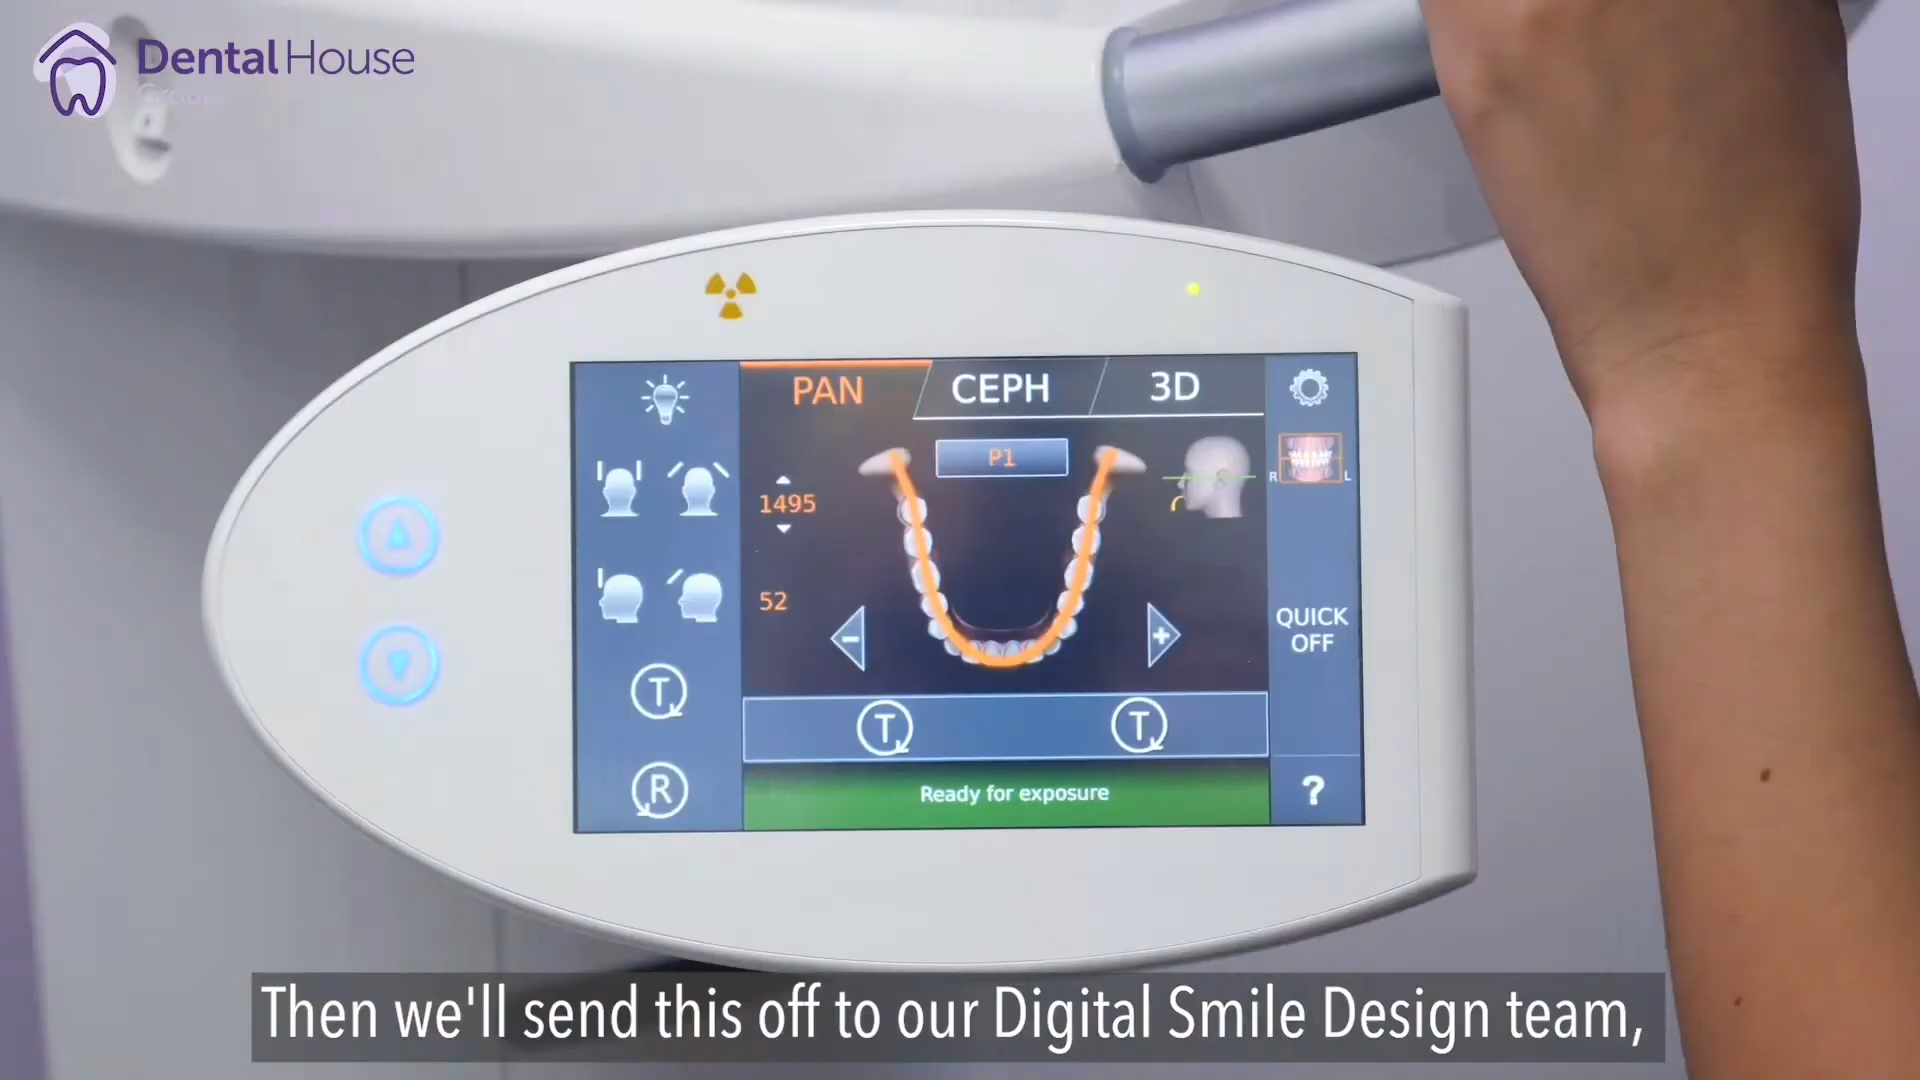 Dental House
Group
PAN
CEPH
3D
P1
1495
R
L
52
QUICK
OFF
T
T
T
R
Ready for exposure
?
Then we'll send this off to our Digital Smile Design team,